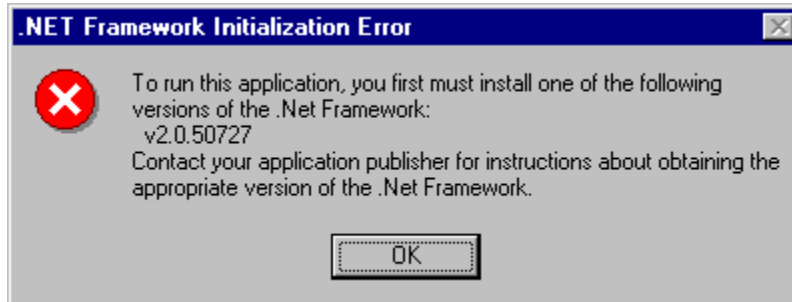 .NET Framework Initialization Error
To run this application, you first must install one of the following
versions of the .Net Framework:
v2.0.50727
Contact your application publisher for instructions about obtaining the
appropriate version of the .Net Framework.
OK